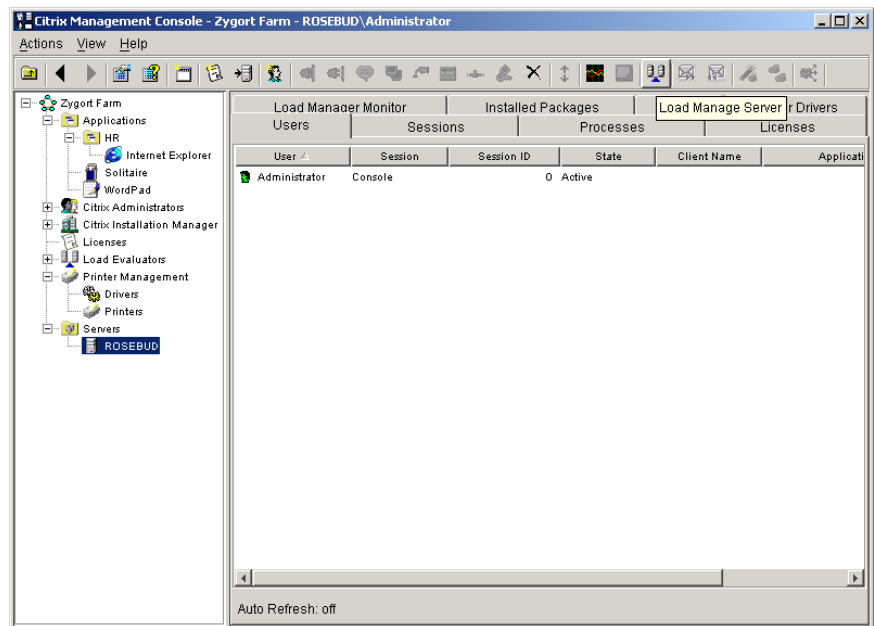 Citrix Management Console - Zygort Farm - ROSEBUD\Administrator
Actions View Help
Zygort Farm
Applications
HR
Internet Explorer
Solitaire
WordPad
Citrix Administrators
Citrix Installation Manager
Licenses
Load Evaluators
Printer Management
Drivers
Printers
Servers
ROSEBUD
Load Manager Monitor
Installed Packages
Load Manage Server
r Drivers
Users
Sessions
Processes
Licenses
User
Session
Session ID
State
Client Name
Applicati
Administrator Console 0 Active
Auto Refresh: off